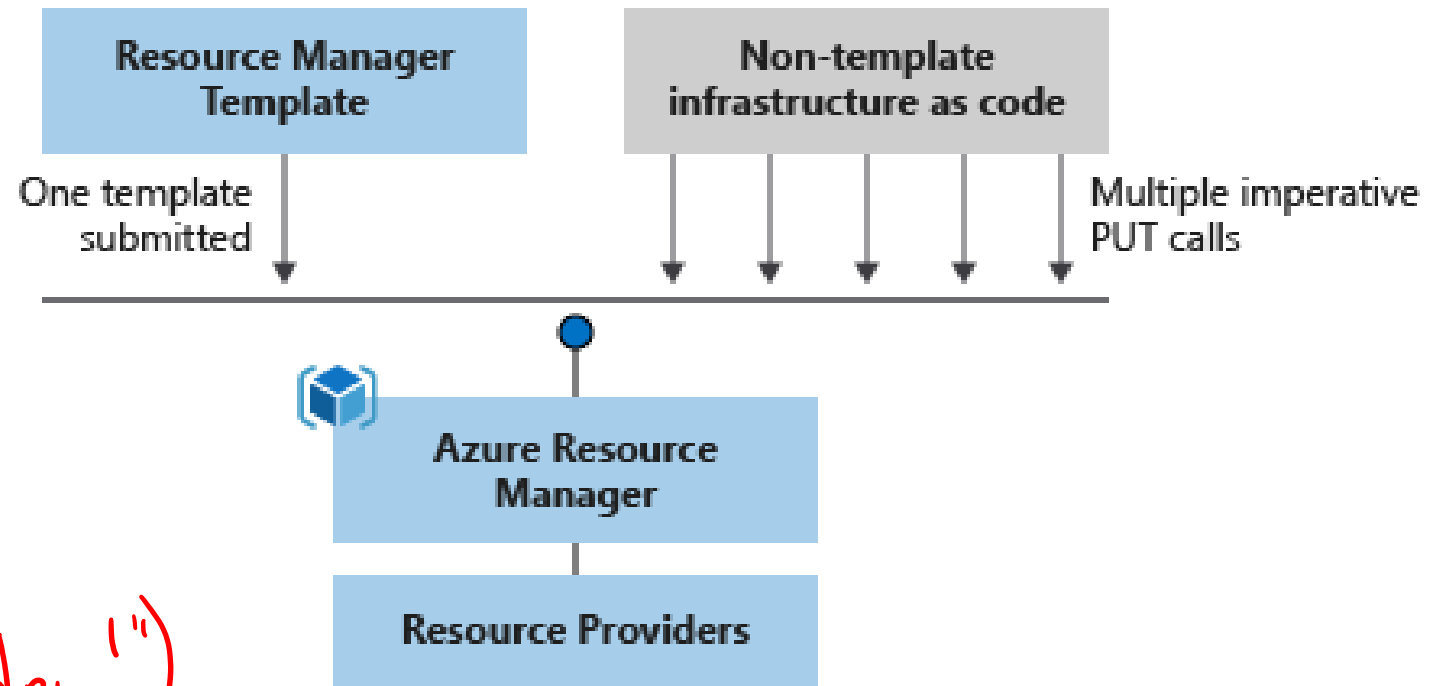 Resource Manager
Template
Non-template
infrastructure as code
One template
submitted
Multiple imperative
PUT calls
Azure Resource
Manager
Resource Providers